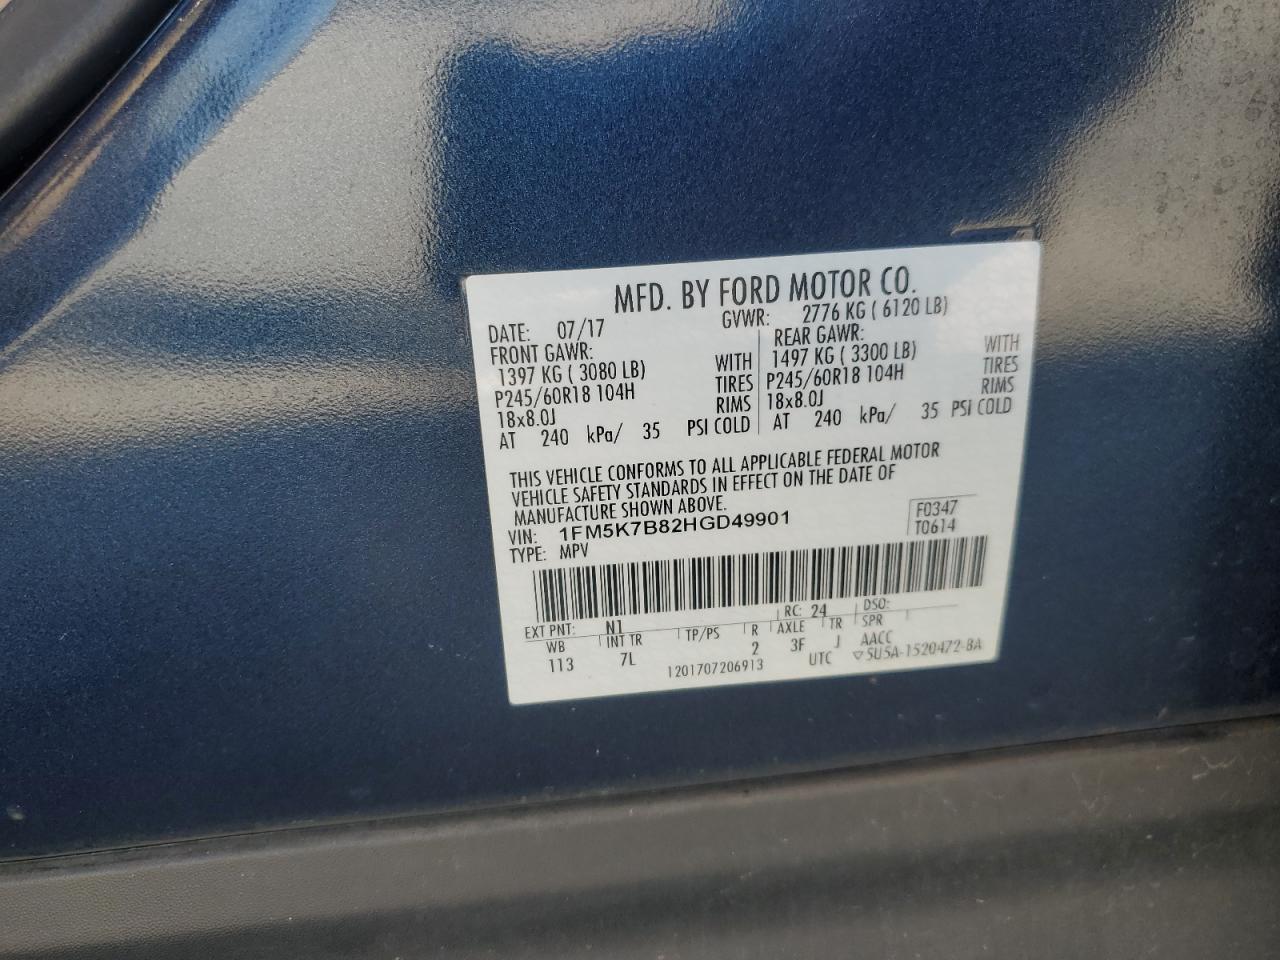 MFD. BY FORD MOTOR CO.
DATE: 07/17 GVWR: 2776 KG ( 6120 LB)
FRONT GAWR: REAR GAWR:
1397 KG ( 3080 LB) WITH 1497 KG ( 3300 LB) WITH
P245/60R18 104H TIRES P245/60R18 104H TIRES
18x8.0J RIMS 18x8.0J RIMS
AT 240 kPa/ 35 PSI COLD AT 240 kPa/ 35 PSI COLD
THIS VEHICLE CONFORMS TO ALL APPLICABLE FEDERAL MOTOR
VEHICLE SAFETY STANDARDS IN EFFECT ON THE DATE OF
MANUFACTURE SHOWN ABOVE.
VIN: 1FM5K7B82HGD49901 F0347
TYPE: MPV T0614
EXT PNT: N1 RC: 24 DSO:
WB INT TR TP/PS R AXLE TR SPR
113 7L 2 3F J AACC
1201707206913 UTC ▽5U5A-1520472-BA